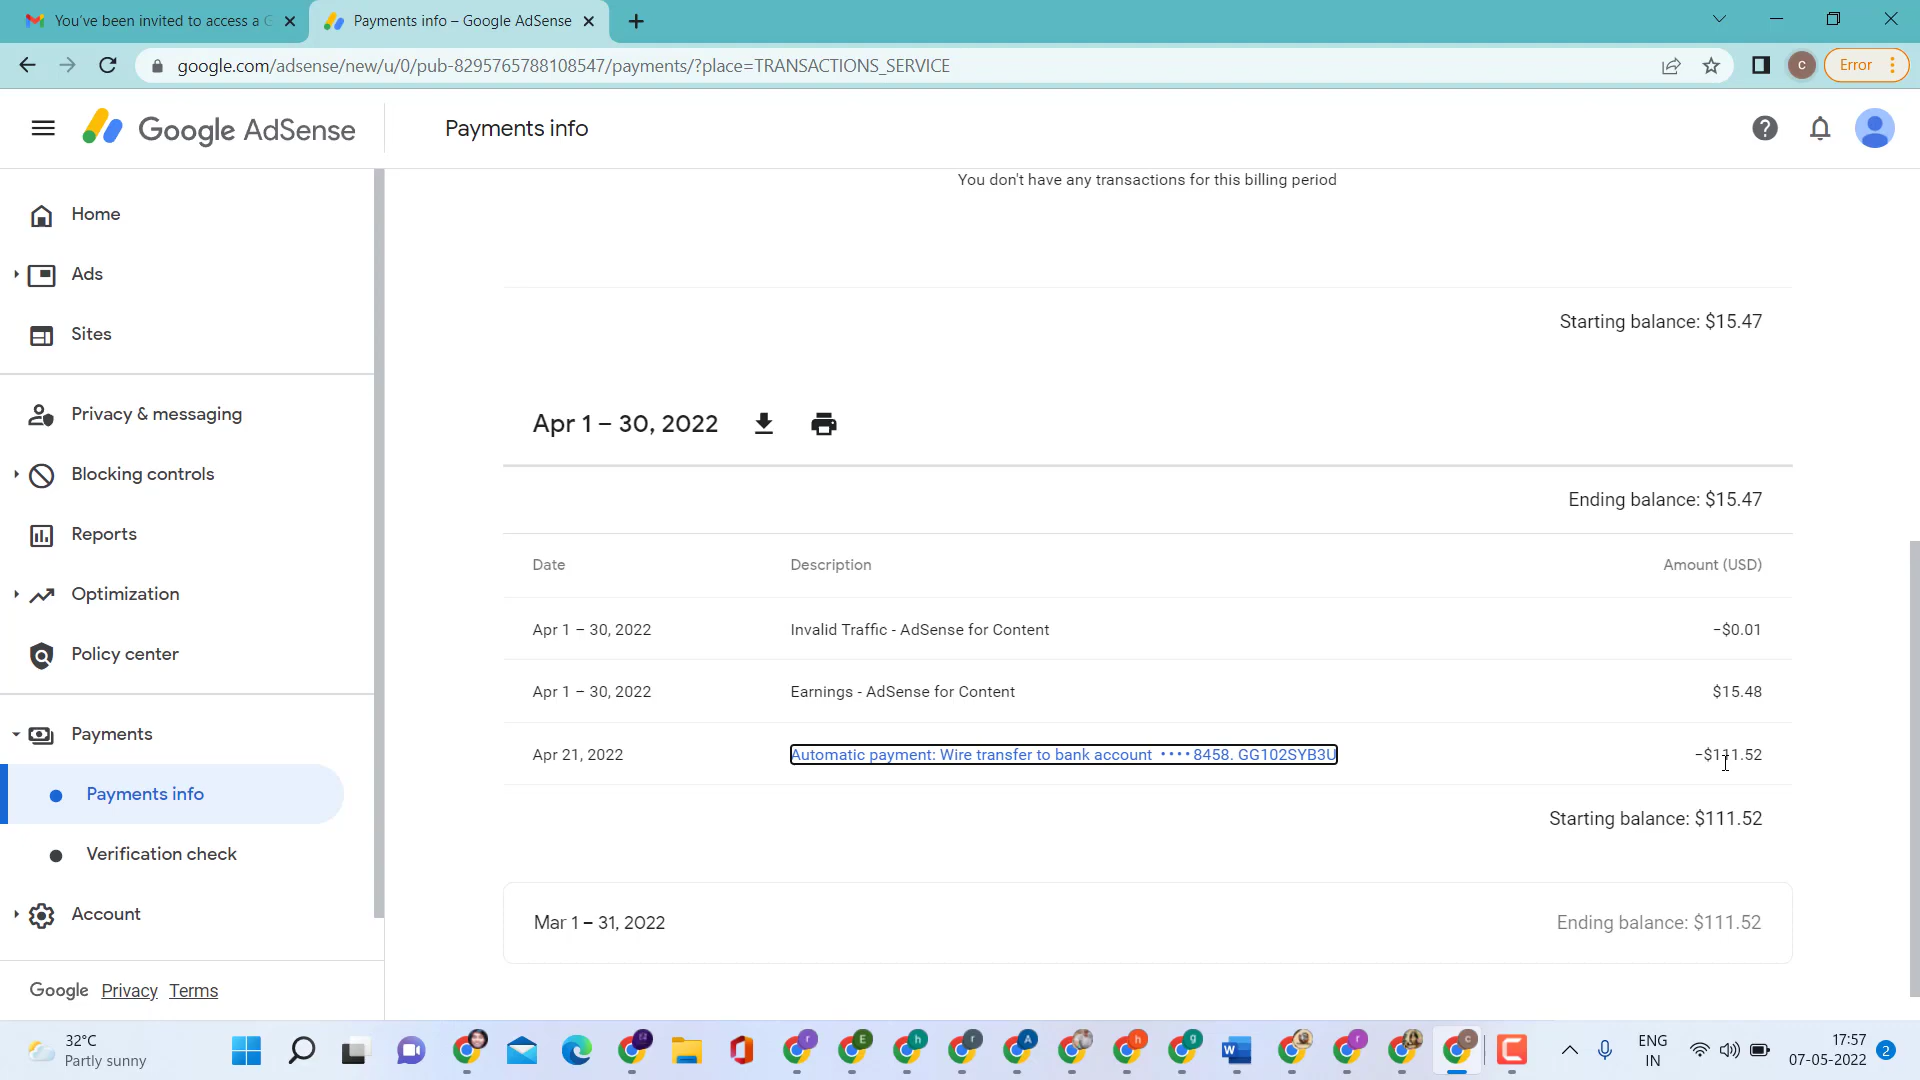 You've been invited to access a G
Payments info – Google AdSense
google.com/adsense/new/u/0/pub-8295765788108547/payments/?place=TRANSACTIONS_SERVICE
C
Error
Google AdSense
Payments info
Home
Ads
Sites
Privacy & messaging
Blocking controls
Reports
Optimization
Policy center
Payments
Payments info
Verification check
Account
Google Privacy Terms
You don't have any transactions for this billing period
Starting balance: $15.47
Apr 1 – 30, 2022
Ending balance: $15.47
Date Description Amount (USD)
Apr 1 – 30, 2022 Invalid Traffic - AdSense for Content −$0.01
Apr 1 – 30, 2022 Earnings - AdSense for Content $15.48
Apr 21, 2022 Automatic payment: Wire transfer to bank account ••••8458. GG102SYB3U −$111.52
Starting balance: $111.52
Mar 1 – 31, 2022 Ending balance: $111.52
32°C
Partly sunny
r E h r A h g W r c
ENG
IN
17:57
07-05-2022
2